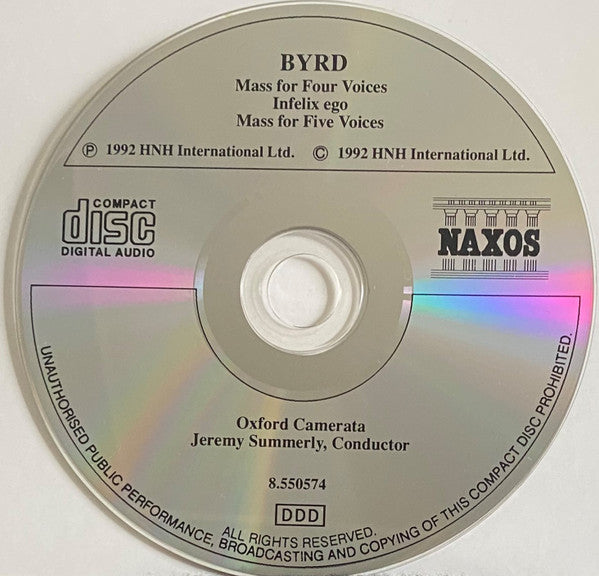 BYRD
Mass for Four Voices
Infelix ego
Mass for Five Voices
Ⓟ 1992 HNH International Ltd. © 1992 HNH International Ltd.
COMPACT
disc
DIGITAL AUDIO
NAXOS
Oxford Camerata
Jeremy Summerly, Conductor
8.550574
DDD
ALL RIGHTS RESERVED.
UNAUTHORISED PUBLIC PERFORMANCE, BROADCASTING AND COPYING OF THIS COMPACT DISC PROHIBITED.